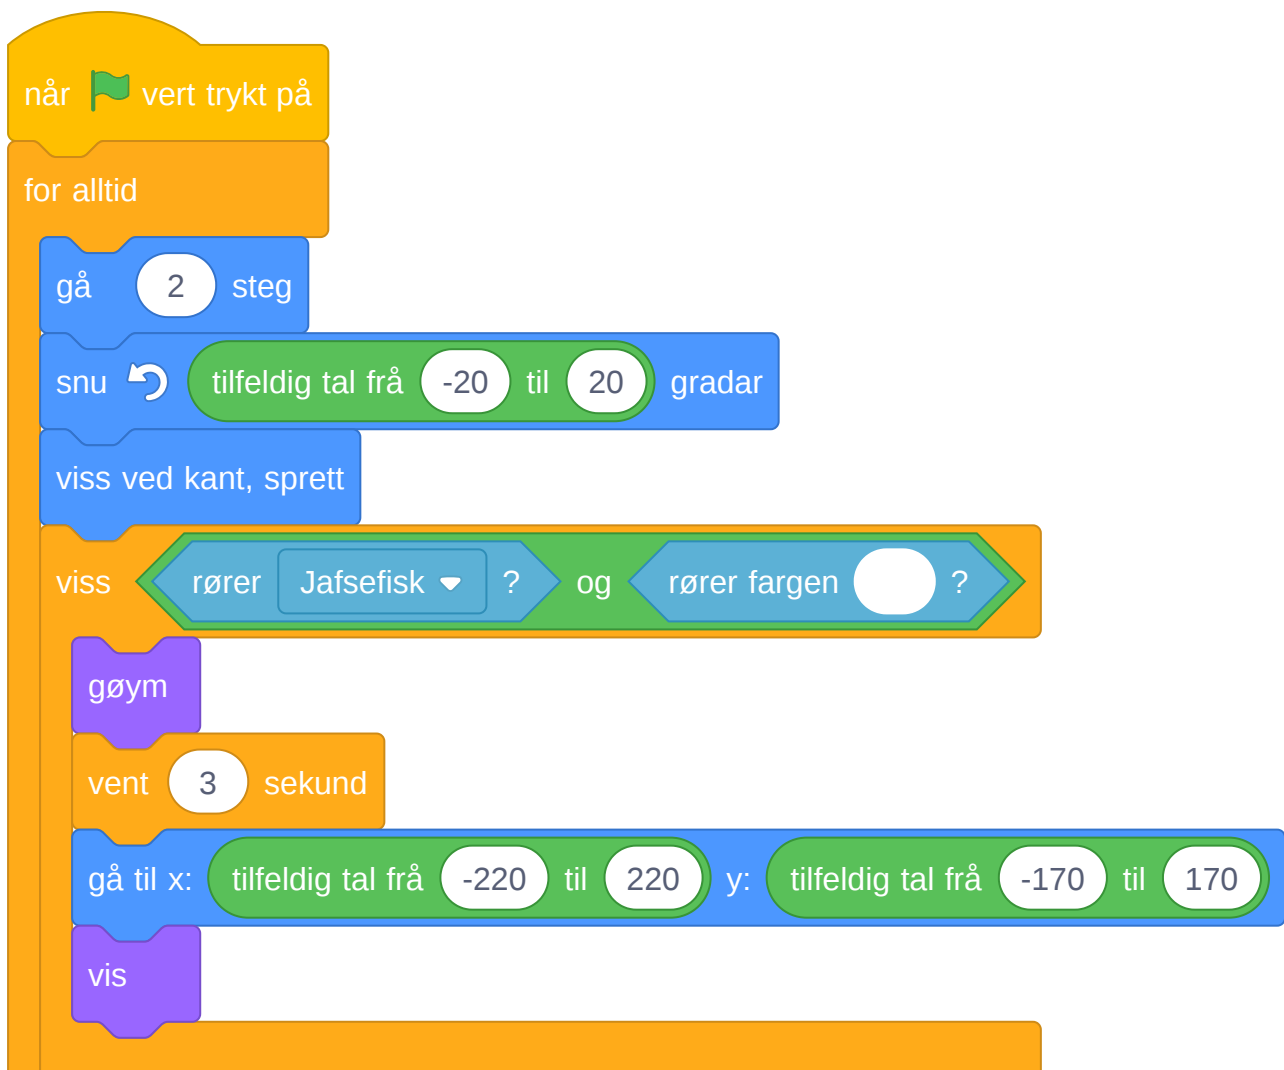 når vert trykt på
for alltid
gå 2 steg
snu tilfeldig tal frå -20 til 20 gradar
viss ved kant, sprett
viss rører Jafsefisk ? og rører fargen ?
gøym
vent 3 sekund
gå til x: tilfeldig tal frå -220 til 220 y: tilfeldig tal frå -170 til 170
vis